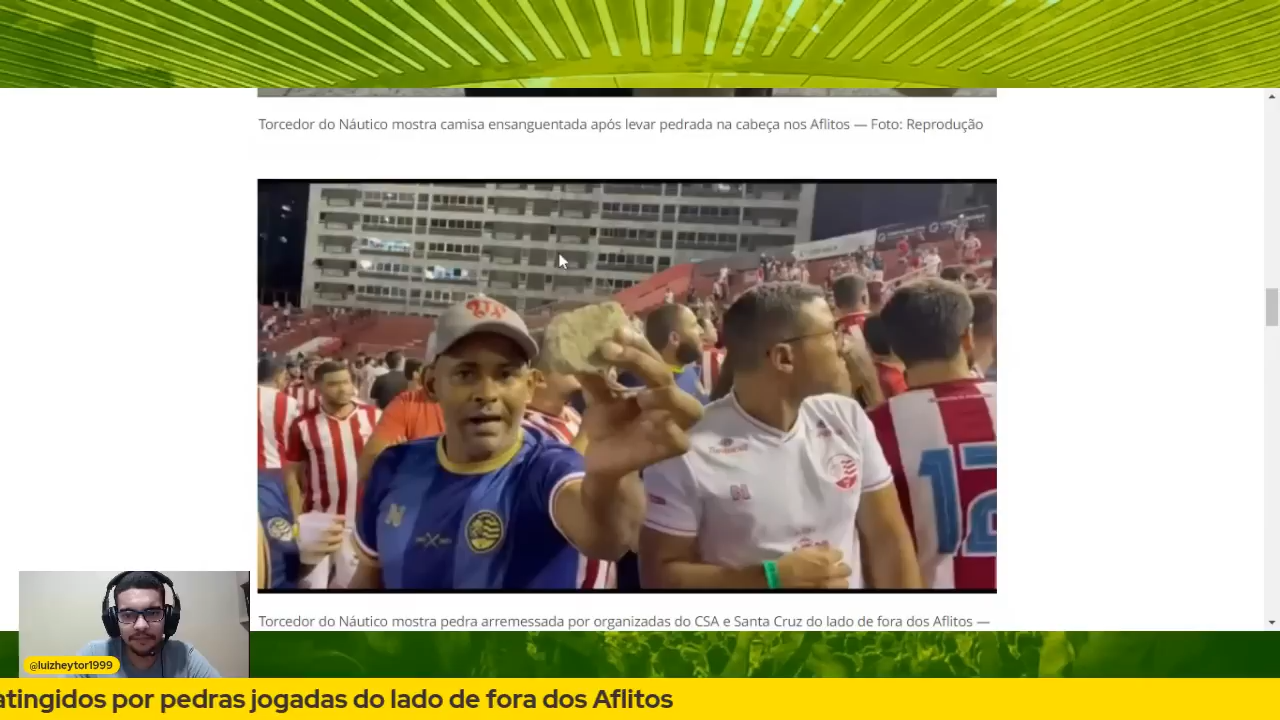 Torcedor do Náutico mostra camisa ensanguentada após levar pedrada na cabeça nos Aflitos — Foto: Reprodução
12
N
N
Torcedor do Náutico mostra pedra arremessada por organizadas do CSA e Santa Cruz do lado de fora dos Aflitos —
@luizheytor1999
atingidos por pedras jogadas do lado de fora dos Aflitos